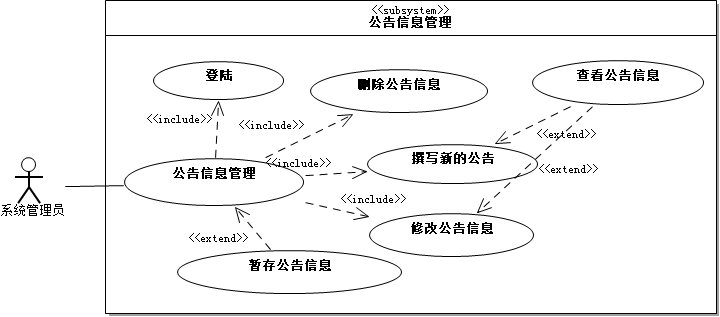 <<subsystem>>
公告信息管理
登陆
删除公告信息
查看公告信息
<<include>>
<<include>>
<<extend>>
撰写新的公告
<<include>>
公告信息管理
<<extend>>
系统管理员
<<include>>
修改公告信息
<<extend>>
暂存公告信息